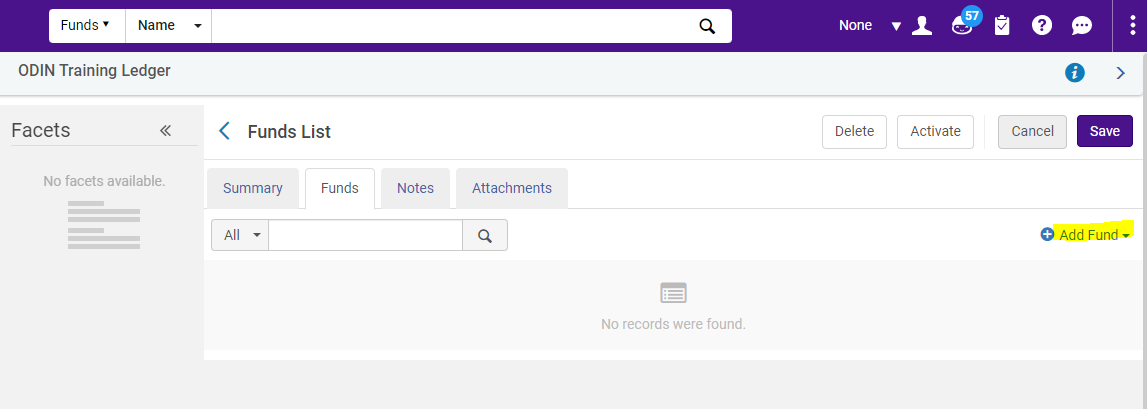 Funds Name None 57
ODIN Training Ledger
Facets
No facets available.
Funds List Delete Activate Cancel Save
Summary Funds Notes Attachments
All Add Fund
No records were found.